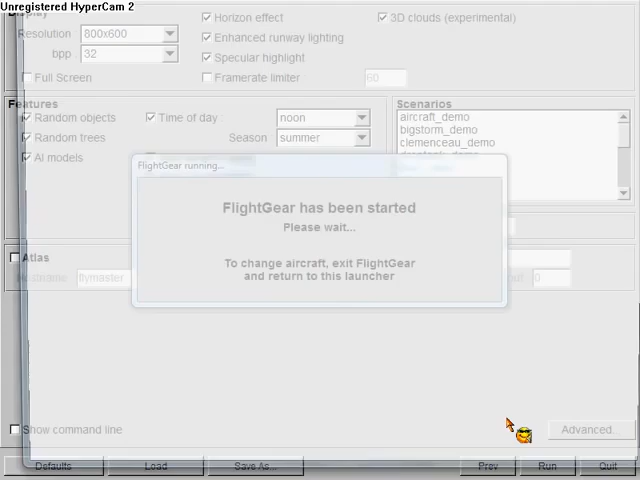 Unregistered HyperCam 2
Display
Horizon effect
3D clouds (experimental)
Resolution 800x600
Enhanced runway lighting
bpp 32
Specular highlight
Full Screen
Framerate limiter 60
Features
Scenarios
Random objects
Time of day noon
aircraft_demo
bigstorm_demo
Random trees
Season summer
clemenceau_demo
AI models
FlightGear running...
FlightGear has been started
Please wait...
To change aircraft, exit FlightGear
and return to this launcher
Atlas
Hostname flymaster
0
Show command line
Advanced...
Defaults
Load
Save As...
Prev
Run
Quit